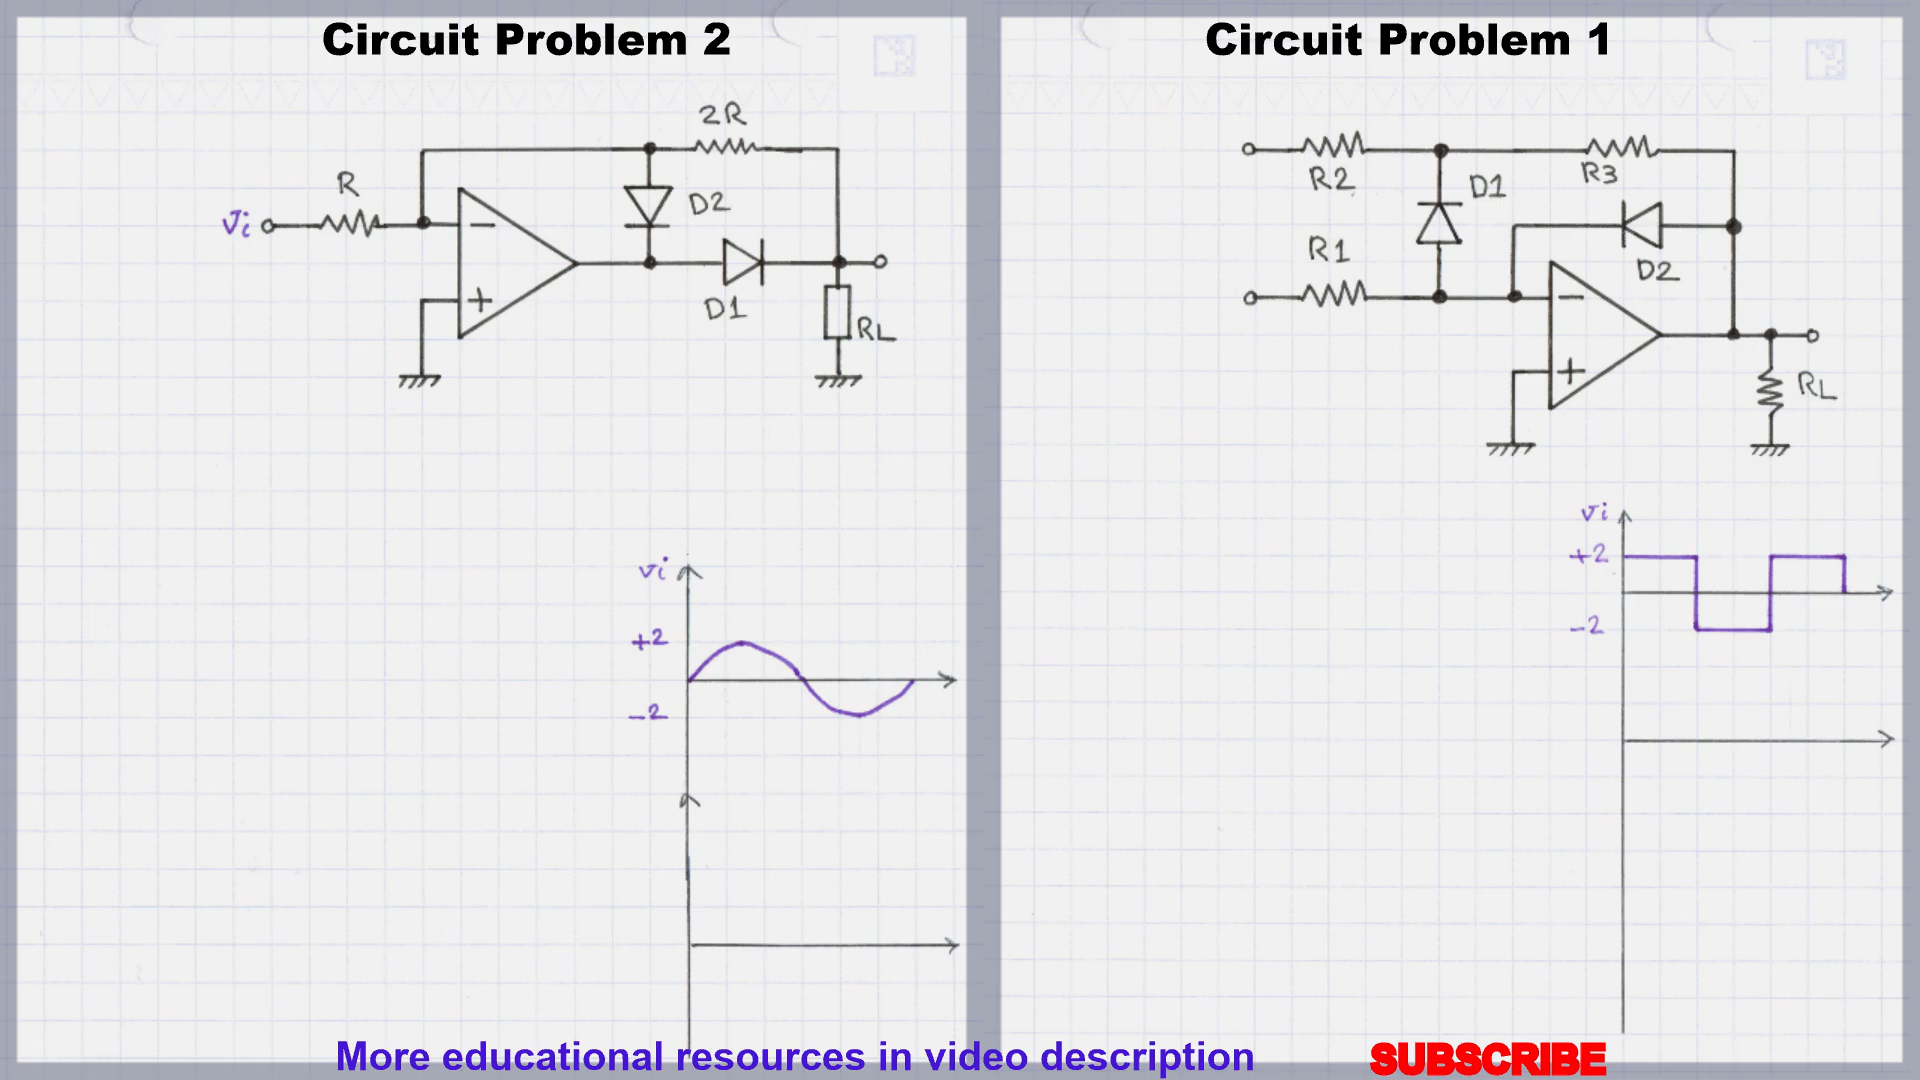 Circuit Problem 2
2R
R
Vi
D2
D1
RL
vi
+2
-2
Circuit Problem 1
R2
R3
D1
R1
D2
RL
vi
+2
-2
More educational resources in video description
SUBSCRIBE